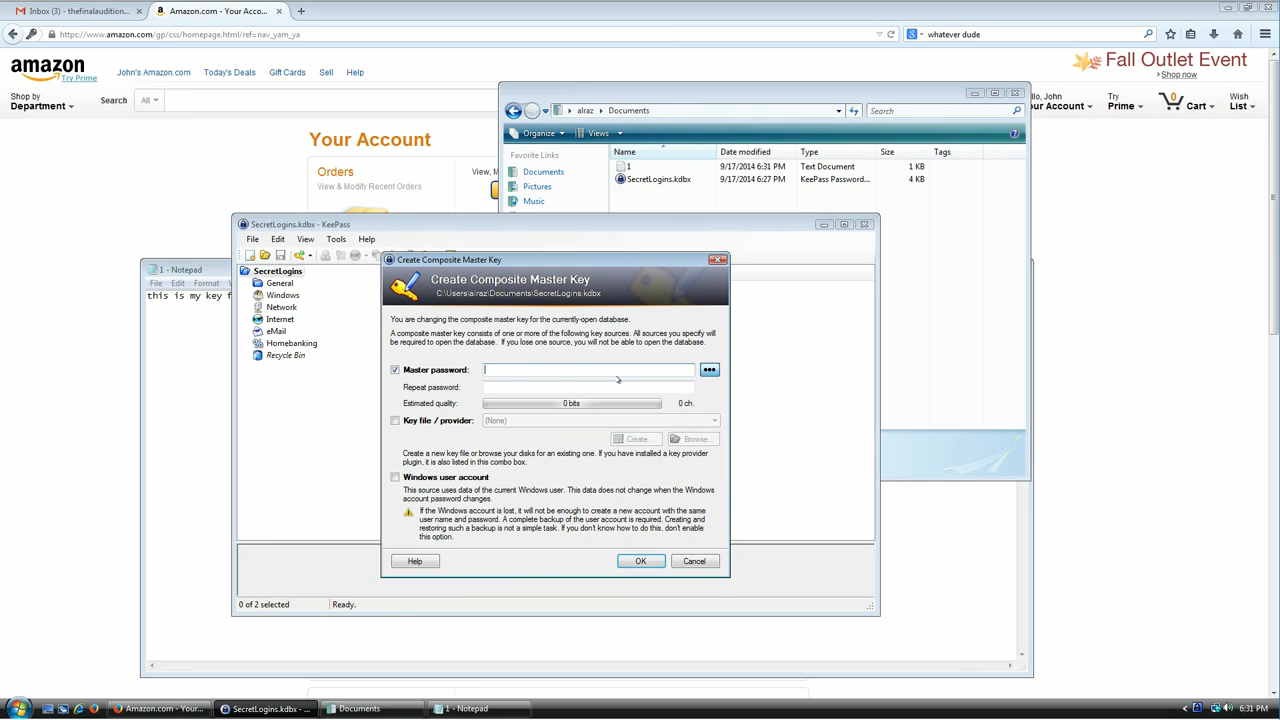 Inbox (3) - thefinalaudition...
Amazon.com - Your Acco...
https://www.amazon.com/gp/css/homepage.html/ref=nav_yam_ya
whatever dude
amazon
Try Prime
John's Amazon.com
Today's Deals
Gift Cards
Sell
Help
Fall Outlet Event
Shop now
Shop by
Department
Search
All
llo, John
our Account
Try
Prime
0
Cart
Wish
List
Your Account
Orders
View & Modify Recent Orders
View, M
alraz
Documents
Search
Organize
Views
Favorite Links
Documents
Pictures
Music
Name
Date modified
Type
Size
Tags
1
9/17/2014 6:31 PM
Text Document
1 KB
SecretLogins.kdbx
9/17/2014 6:27 PM
KeePass Password...
4 KB
1 - Notepad
File
Edit
Format
this is my key f
SecretLogins.kdbx - KeePass
File
Edit
View
Tools
Help
SecretLogins
General
Windows
Network
Internet
eMail
Homebanking
Recycle Bin
0 of 2 selected
Ready.
Create Composite Master Key
Create Composite Master Key
C:\Users\alraz\Documents\SecretLogins.kdbx
You are changing the composite master key for the currently-open database.
A composite master key consists of one or more of the following key sources. All sources you specify will
be required to open the database. If you lose one source, you will not be able to open the database.
Master password:
Repeat password:
Estimated quality:
0 bits
0 ch.
Key file / provider:
(None)
Create...
Browse...
Create a new key file or browse your disks for an existing one. If you have installed a key provider
plugin, it is also listed in this combo box.
Windows user account
This source uses data of the current Windows user. This data does not change when the Windows
account password changes.
If the Windows account is lost, it will not be enough to create a new account with the same
user name and password. A complete backup of the user account is required. Creating and
restoring such a backup is not a simple task. If you don't know how to do this, don't enable
this option.
Help
OK
Cancel
Amazon.com - Your...
SecretLogins.kdbx - ...
Documents
1 - Notepad
6:31 PM